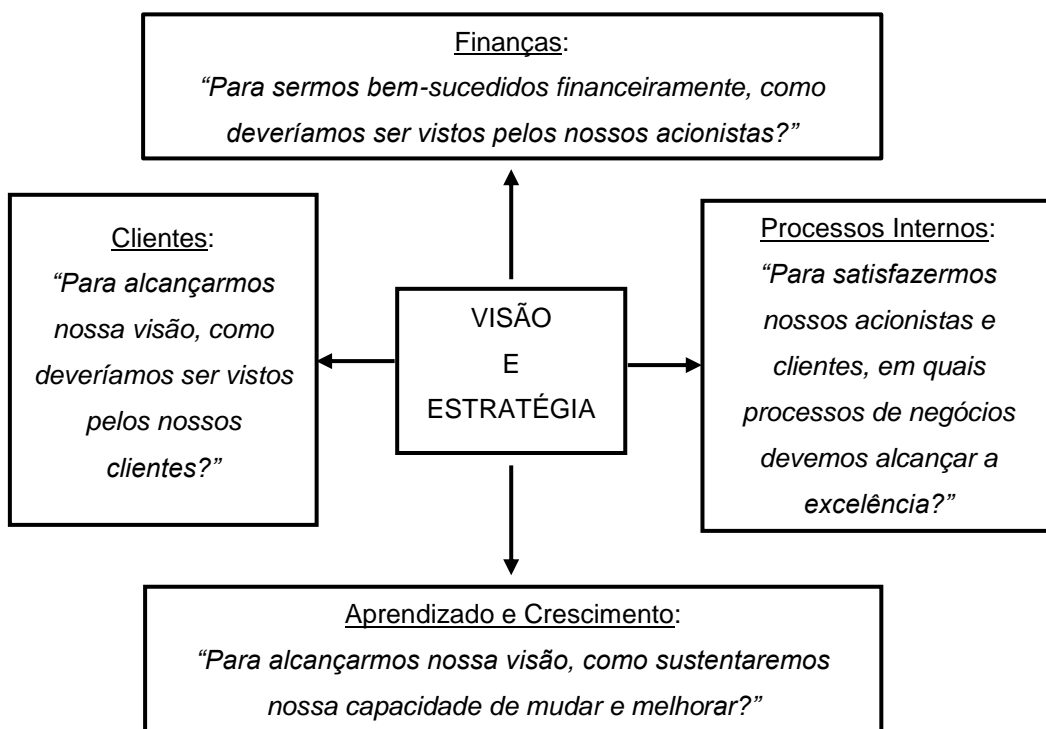 Finanças:
“Para sermos bem-sucedidos financeiramente, como
deveríamos ser vistos pelos nossos acionistas?”
Clientes:
“Para alcançarmos
nossa visão, como
deveríamos ser vistos
pelos nossos
clientes?”
VISÃO
E
ESTRATÉGIA
Processos Internos:
“Para satisfazermos
nossos acionistas e
clientes, em quais
processos de negócios
devemos alcançar a
excelência?”
Aprendizado e Crescimento:
“Para alcançarmos nossa visão, como sustentaremos
nossa capacidade de mudar e melhorar?”